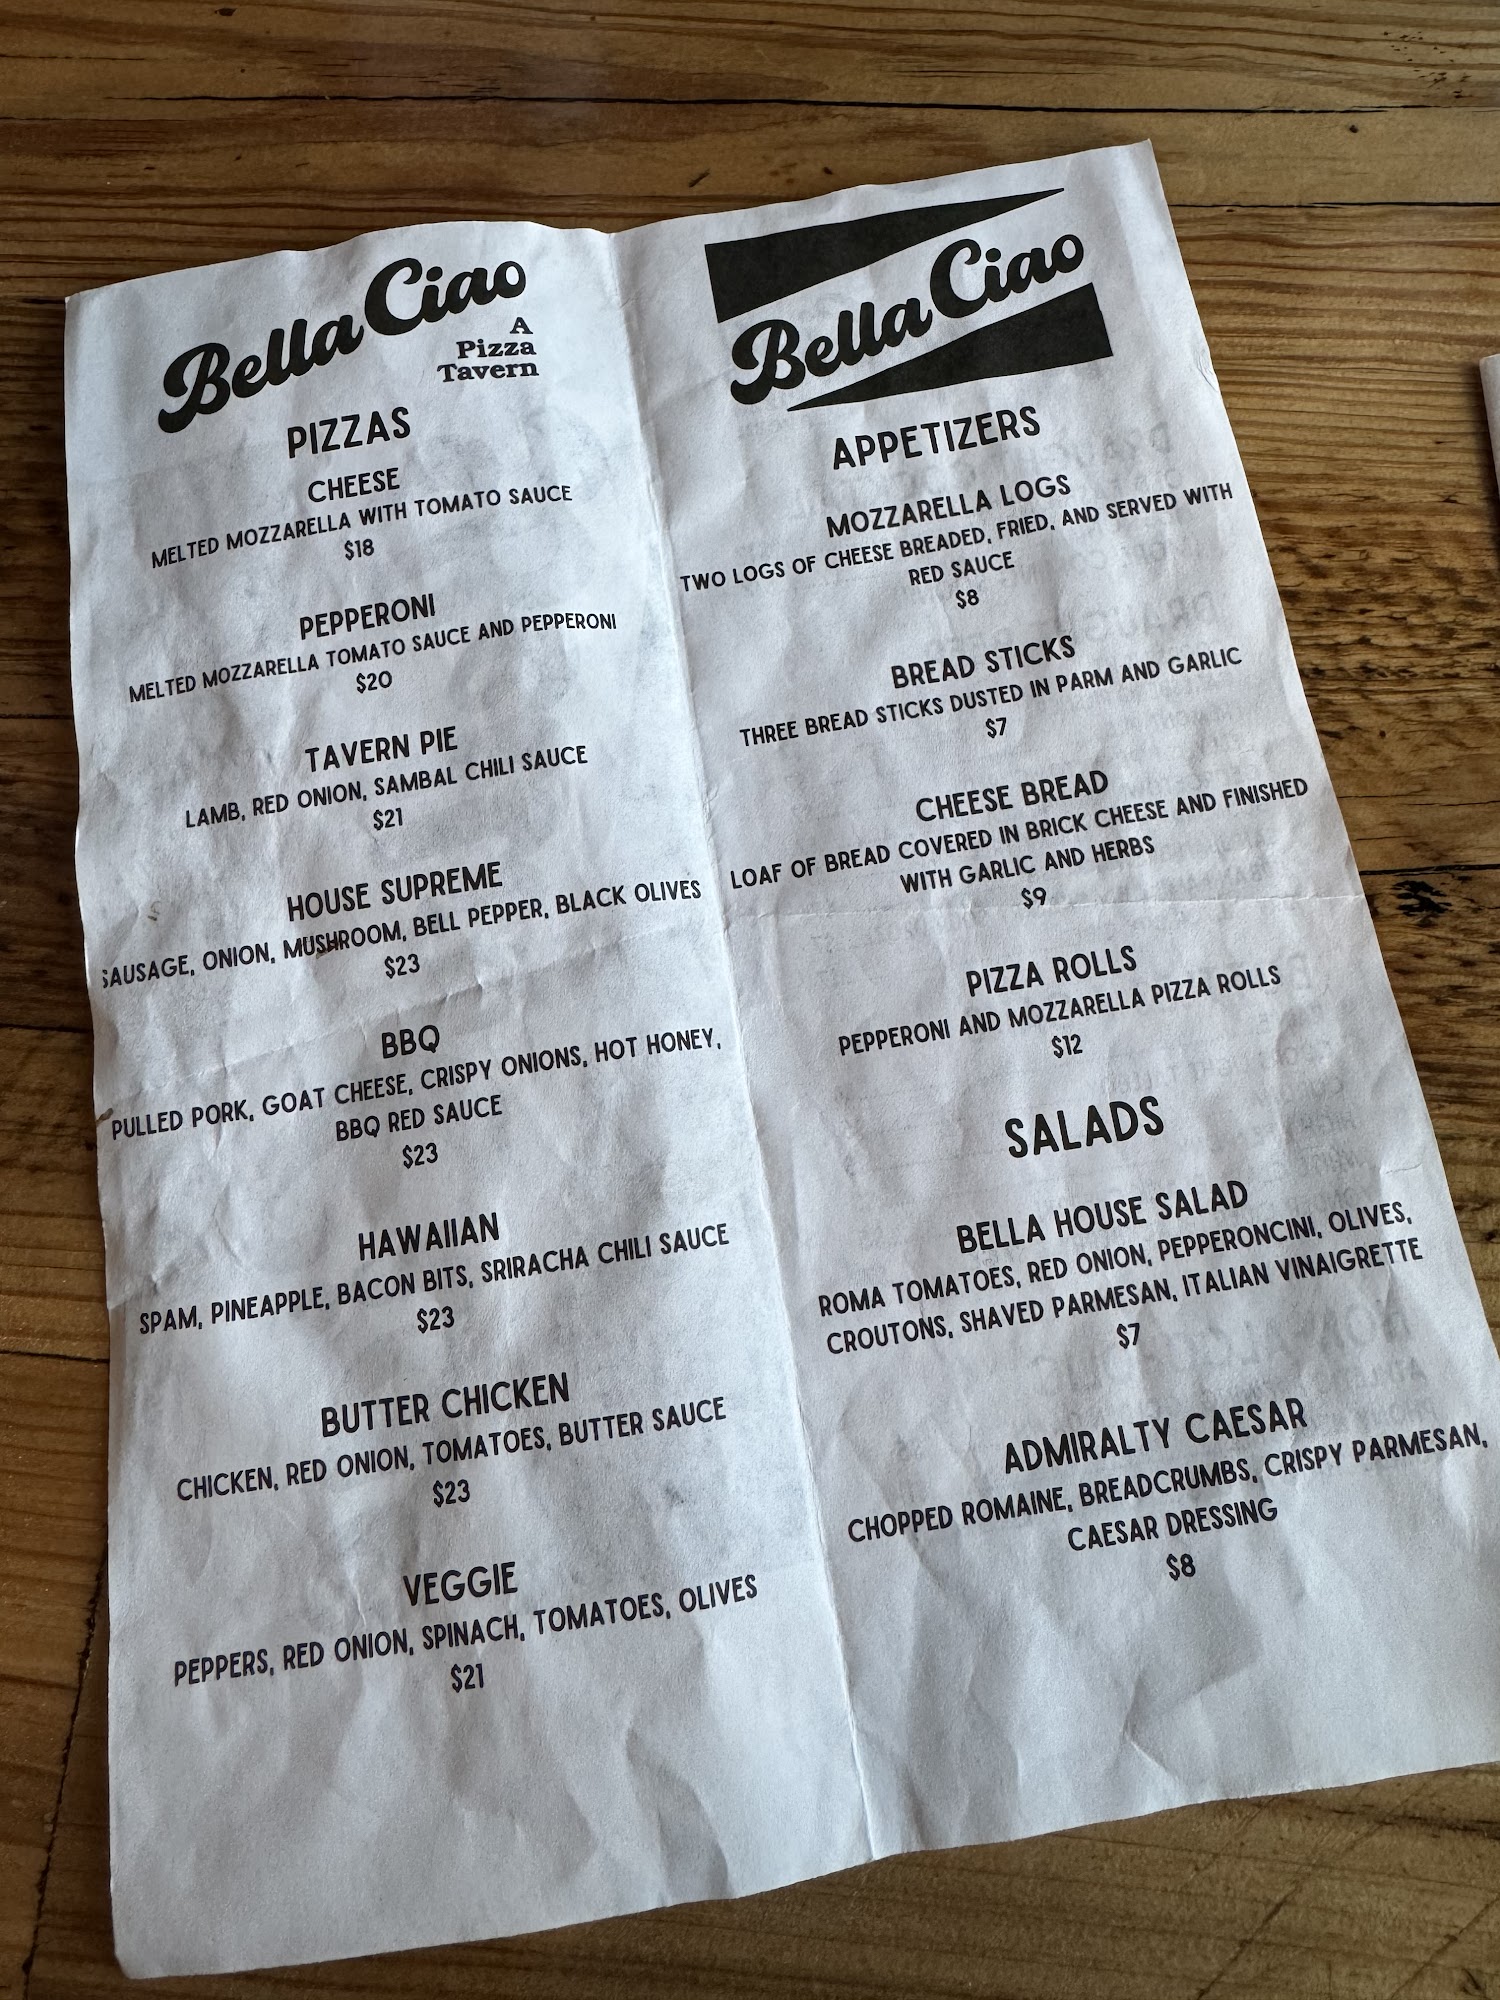 Bella Ciao
A
Pizza
Tavern
PIZZAS
CHEESE
MELTED MOZZARELLA WITH TOMATO SAUCE
$18
PEPPERONI
MELTED MOZZARELLA TOMATO SAUCE AND PEPPERONI
$20
TAVERN PIE
LAMB, RED ONION, SAMBAL CHILI SAUCE
$21
HOUSE SUPREME
SAUSAGE, ONION, MUSHROOM, BELL PEPPER, BLACK OLIVES
$23
BBQ
PULLED PORK, GOAT CHEESE, CRISPY ONIONS, HOT HONEY,
BBQ RED SAUCE
$23
HAWAIIAN
SPAM, PINEAPPLE, BACON BITS, SRIRACHA CHILI SAUCE
$23
BUTTER CHICKEN
CHICKEN, RED ONION, TOMATOES, BUTTER SAUCE
$23
VEGGIE
PEPPERS, RED ONION, SPINACH, TOMATOES, OLIVES
$21
Bella Ciao
APPETIZERS
MOZZARELLA LOGS
TWO LOGS OF CHEESE BREADED, FRIED, AND SERVED WITH
RED SAUCE
$8
BREAD STICKS
THREE BREAD STICKS DUSTED IN PARM AND GARLIC
$7
CHEESE BREAD
LOAF OF BREAD COVERED IN BRICK CHEESE AND FINISHED
WITH GARLIC AND HERBS
$9
PIZZA ROLLS
PEPPERONI AND MOZZARELLA PIZZA ROLLS
$12
SALADS
BELLA HOUSE SALAD
ROMA TOMATOES, RED ONION, PEPPERONCINI, OLIVES,
CROUTONS, SHAVED PARMESAN, ITALIAN VINAIGRETTE
$7
ADMIRALTY CAESAR
CHOPPED ROMAINE, BREADCRUMBS, CRISPY PARMESAN,
CAESAR DRESSING
$8